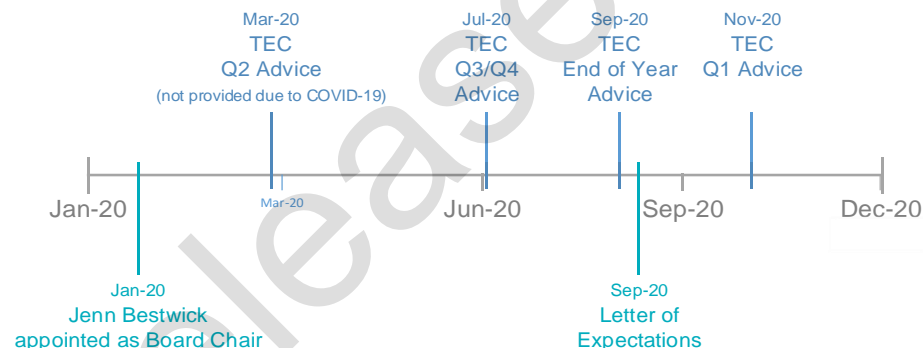 Mar-20
TEC
Q2 Advice
(not provided due to COVID-19)
Jul-20
TEC
Q3/Q4
Advice
Sep-20
TEC
End of Year
Advice
Nov-20
TEC
Q1 Advice
Jan-20
Mar-20
Jun-20
Sep-20
Dec-20
Jan-20
Jenn Bestwick
appointed as Board Chair
Sep-20
Letter of
Expectations